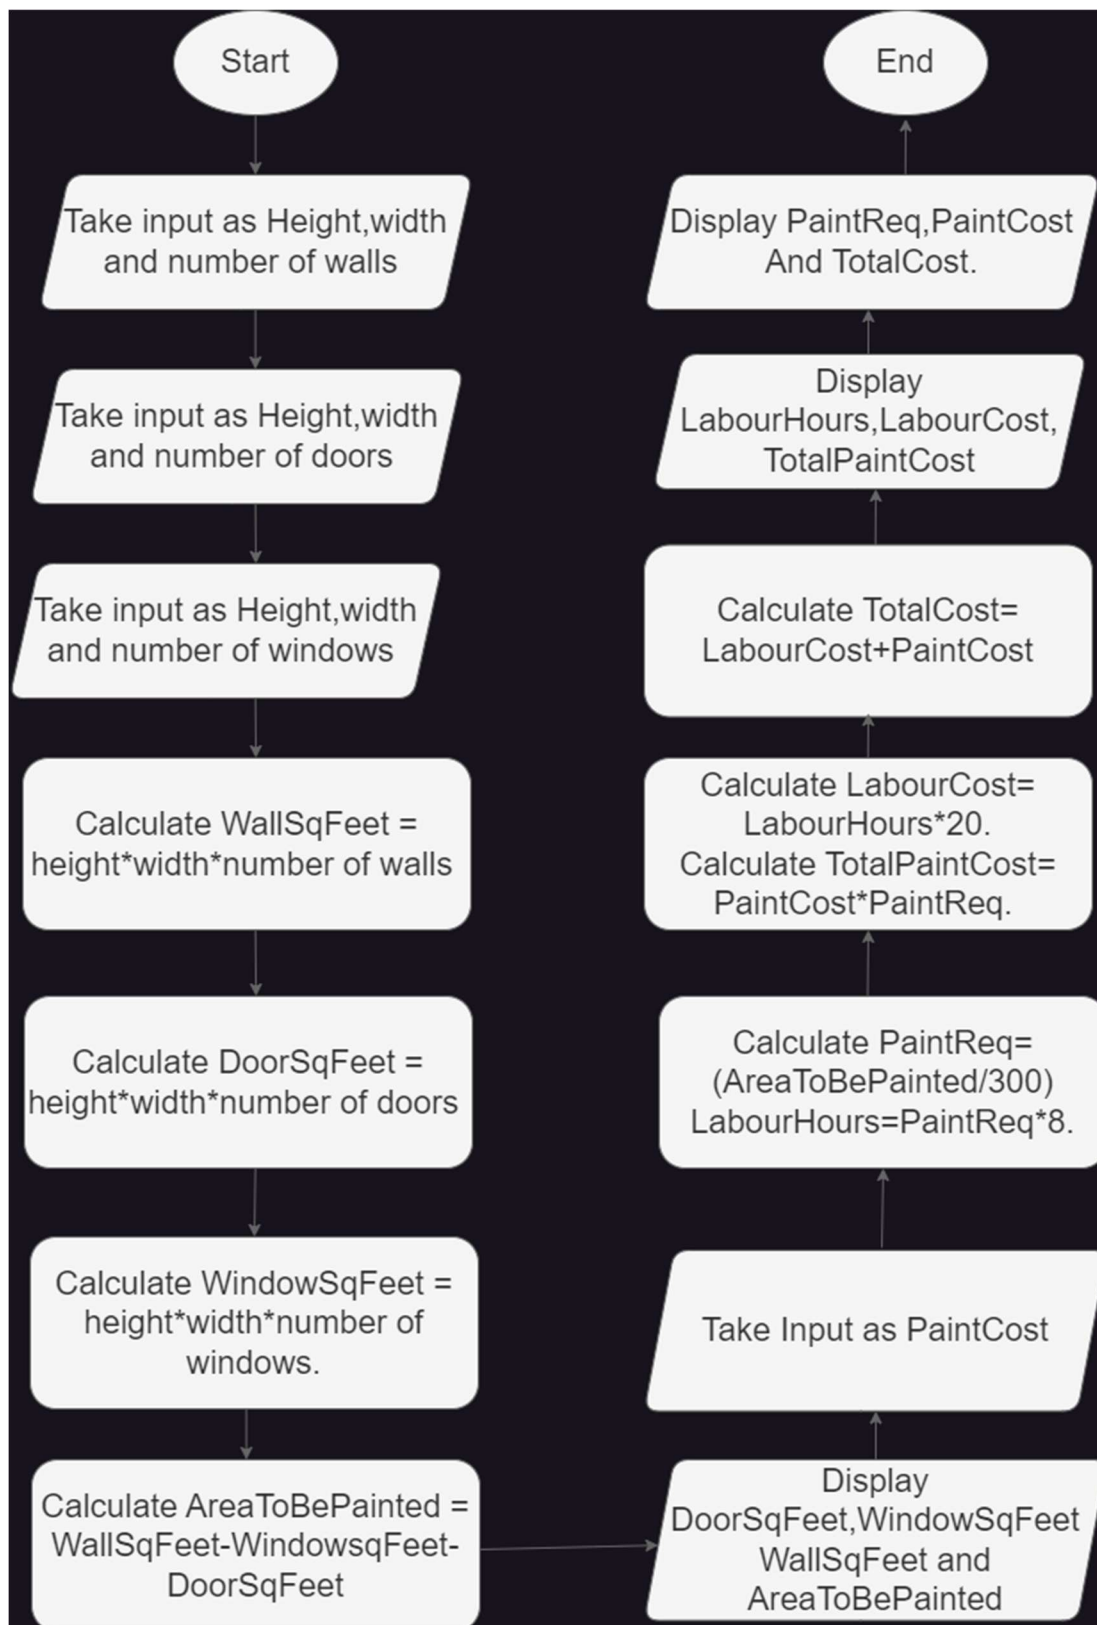 Start
Take input as Height,width
and number of walls
Take input as Height,width
and number of doors
Take input as Height,width
and number of windows
Calculate WallSqFeet =
height*width*number of walls
Calculate DoorSqFeet =
height*width*number of doors
Calculate WindowSqFeet =
height*width*number of
windows.
Calculate AreaToBePainted =
WallSqFeet-WindowsqFeet-
DoorSqFeet
Display
DoorSqFeet,WindowSqFeet
WallSqFeet and
AreaToBePainted
Take Input as PaintCost
Calculate PaintReq=
(AreaToBePainted/300)
LabourHours=PaintReq*8.
Calculate LabourCost=
LabourHours*20.
Calculate TotalPaintCost=
PaintCost*PaintReq.
Calculate TotalCost=
LabourCost+PaintCost
Display
LabourHours,LabourCost,
TotalPaintCost
Display PaintReq,PaintCost
And TotalCost.
End